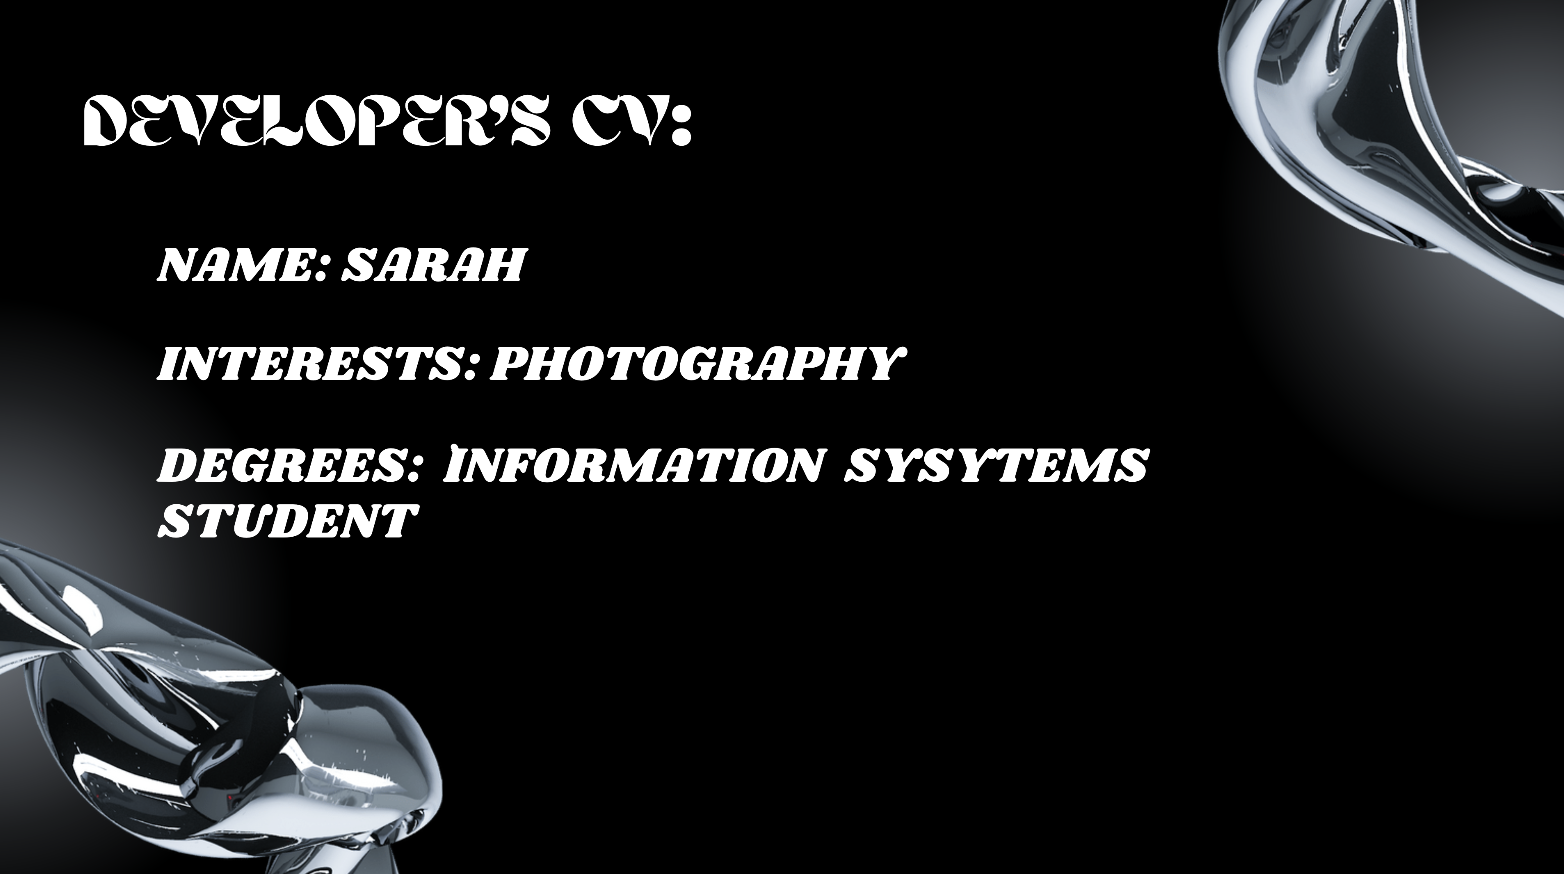 DEVELOPER'S CV:
NAME: SARAH
INTERESTS: PHOTOGRAPHY
DEGREES: INFORMATION SYSYTEMS
STUDENT